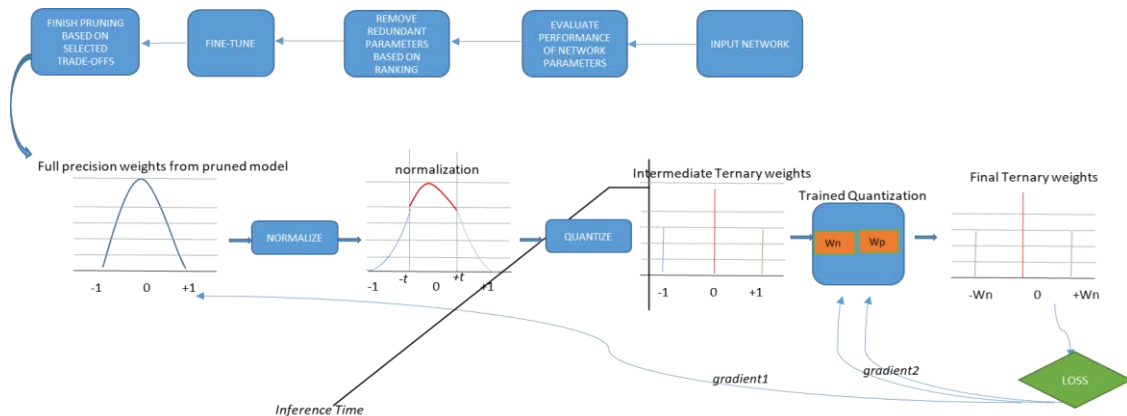 FINISH PRUNING
BASED ON
SELECTED
TRADE-OFFS
FINE-TUNE
REMOVE
REDUNDANT
PARAMETERS
BASED ON
RANKING
EVALUATE
PERFORMANCE
OF NETWORK
PARAMETERS
INPUT NETWORK
Full precision weights from pruned model
normalization
Intermediate Ternary weights
Trained Quantization
Final Ternary weights
NORMALIZE
QUANTIZE
Wn
Wp
-1 0 +1
-1 -t 0 +t +1
-1 0 +1
-Wn 0 +Wn
gradient1
gradient2
LOSS
Inference Time